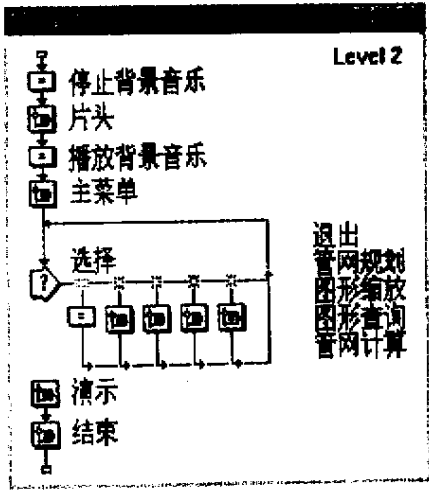 Level 2
停止背景音乐
片头
播放背景音乐
主菜单
选择
?
退出
管网规划
图形缩放
图形查询
管网计算
演示
结束